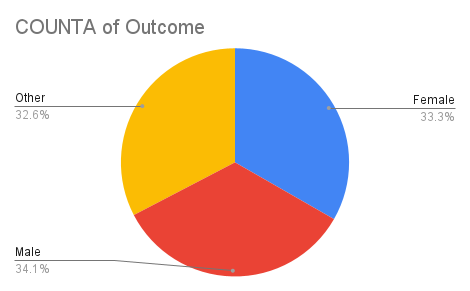 COUNTA of Outcome
Other
32.6%
Female
33.3%
Male
34.1%